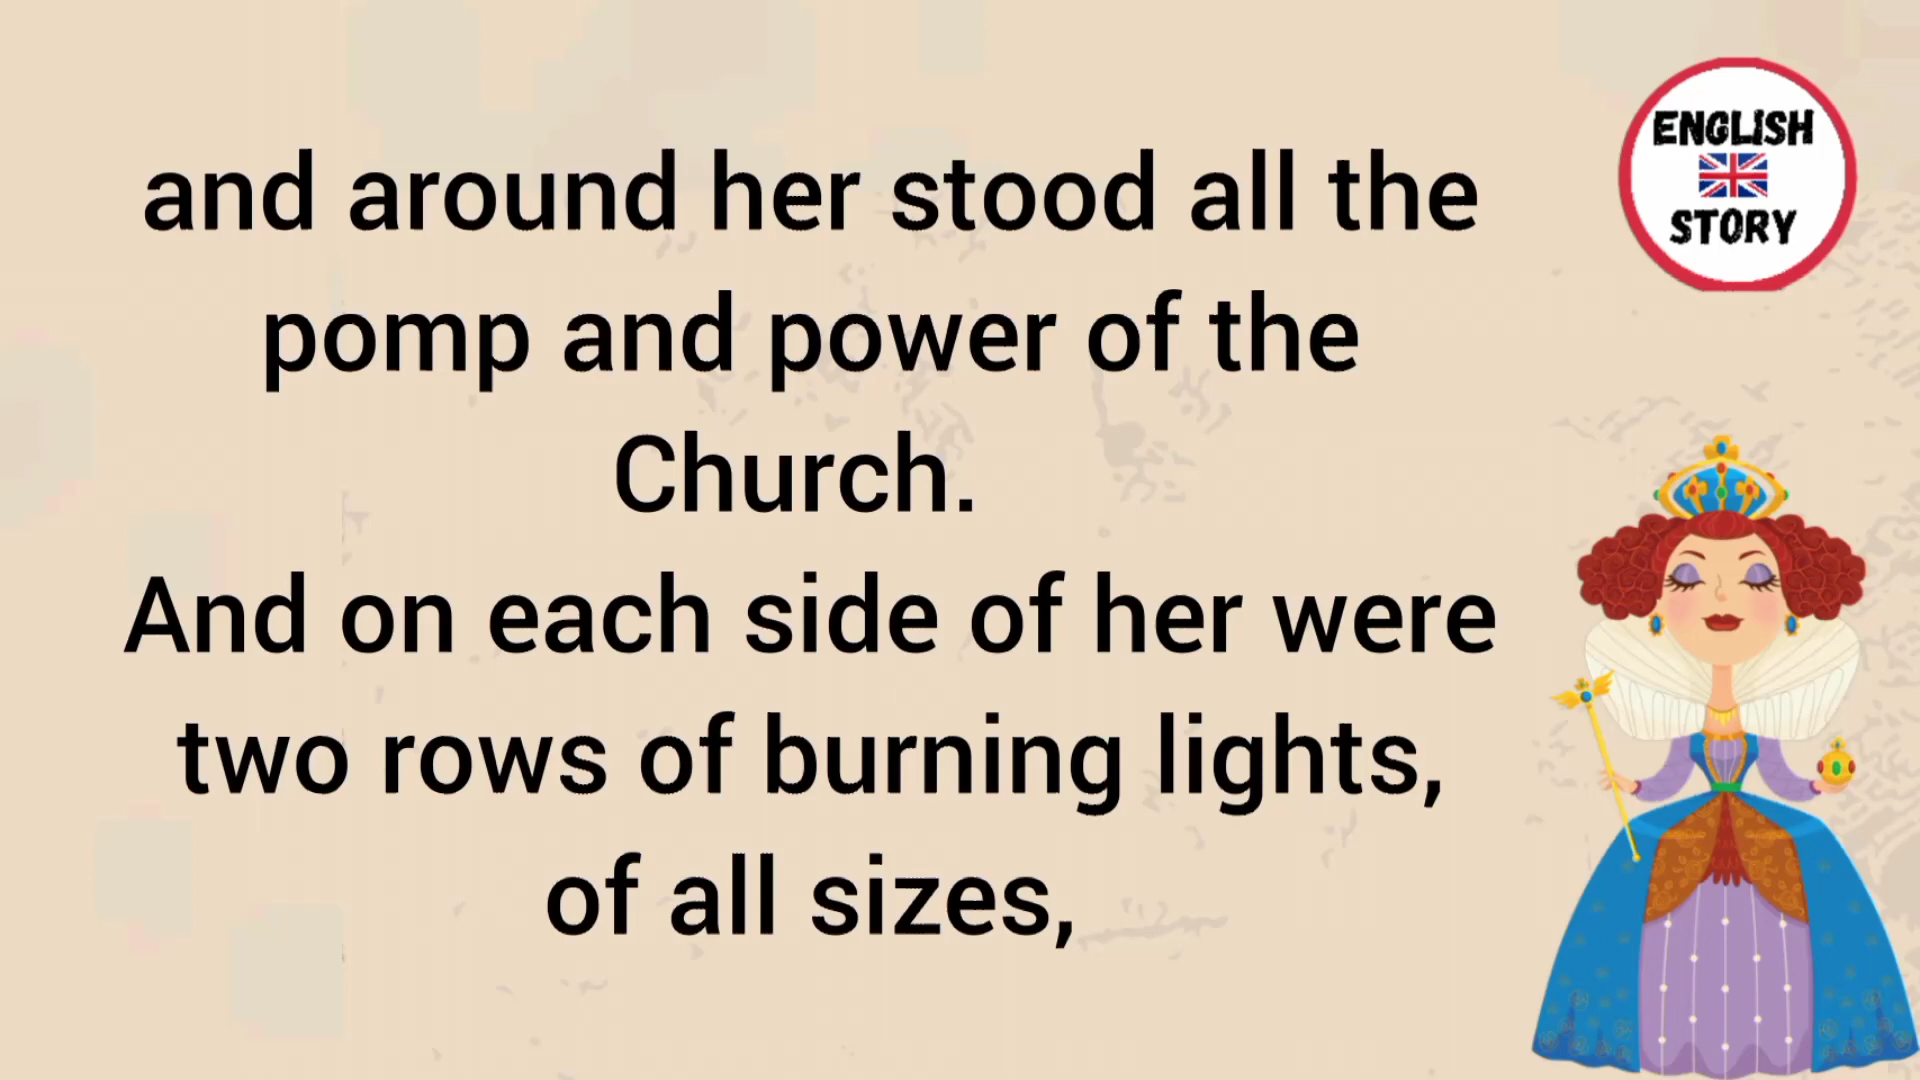 and around her stood all the
pomp and power of the
Church.
And on each side of her were
two rows of burning lights,
of all sizes,
ENGLISH
STORY